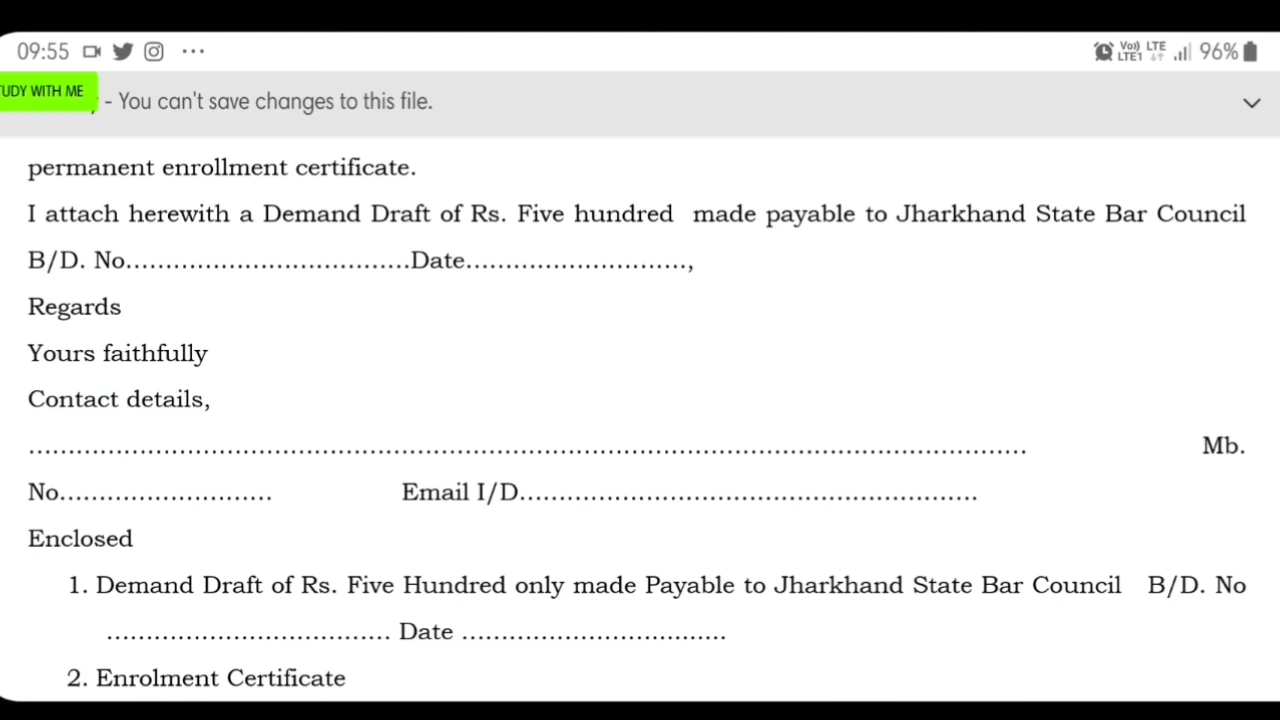 09:55 ... Vo) LTE LTE1 96%
UDY WITH ME
- You can't save changes to this file.
permanent enrollment certificate.
I attach herewith a Demand Draft of Rs. Five hundred made payable to Jharkhand State Bar Council
B/D. No....................................Date............................,
Regards
Yours faithfully
Contact details,
............................................................................................................................... Mb.
No........................... Email I/D..........................................................
Enclosed
1. Demand Draft of Rs. Five Hundred only made Payable to Jharkhand State Bar Council B/D. No
.................................... Date .................................
2. Enrolment Certificate